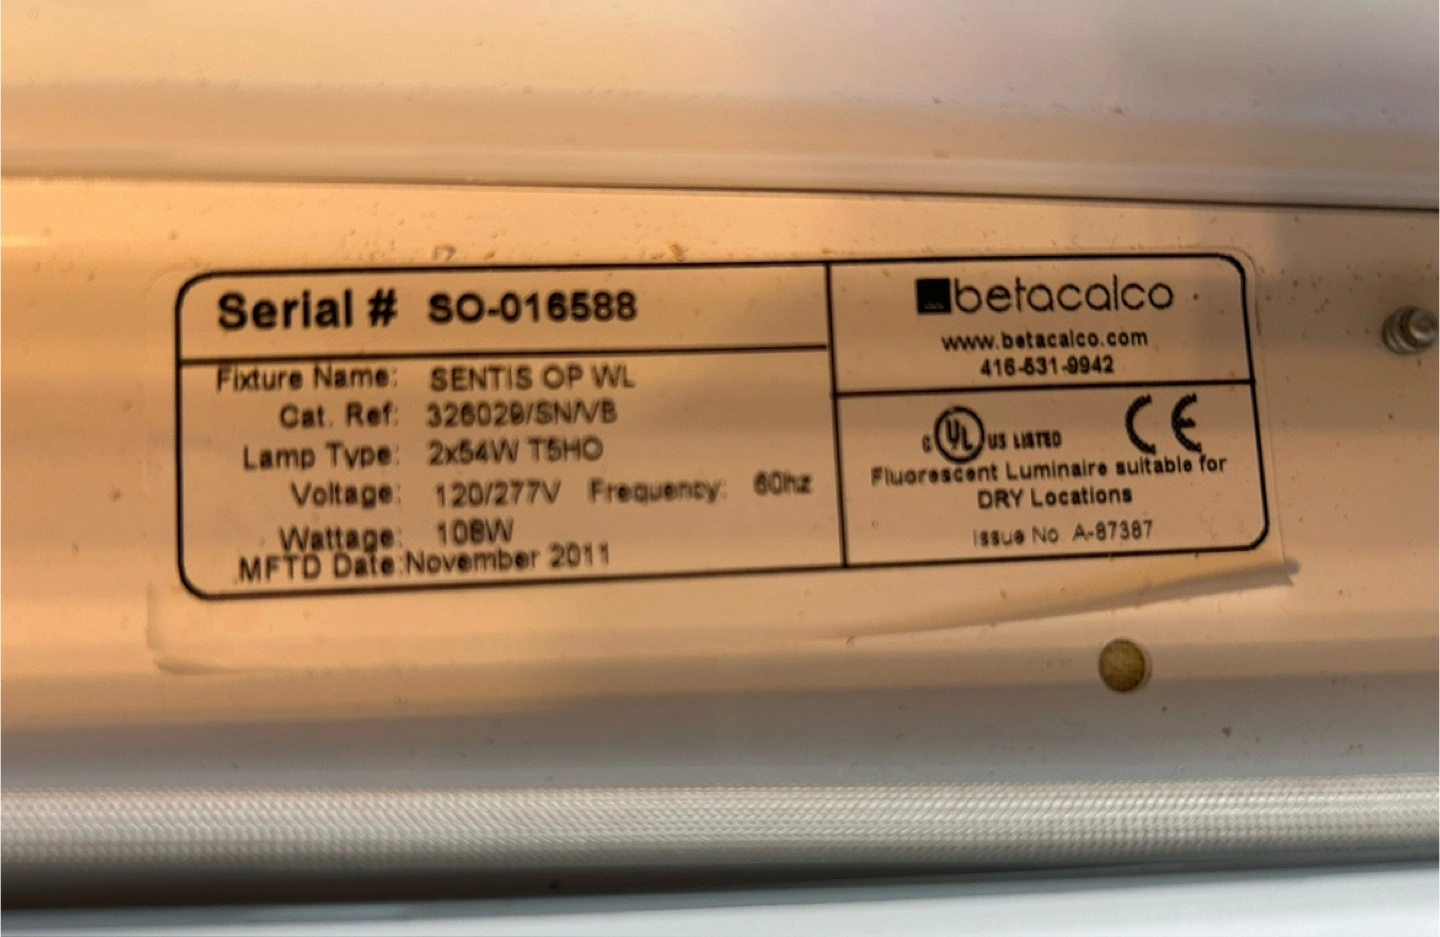 Serial # SO-016588
Fixture Name: SENTIS OP WL
Cat. Ref: 326029/SN/VB
Lamp Type: 2x54W T5HO
Voltage: 120/277V Frequency: 60hz
Wattage: 108W
MFTD Date:November 2011
betacalco
www.betacalco.com
416-531-9942
c UL US LISTED CE
Fluorescent Luminaire suitable for
DRY Locations
Issue No A-87387